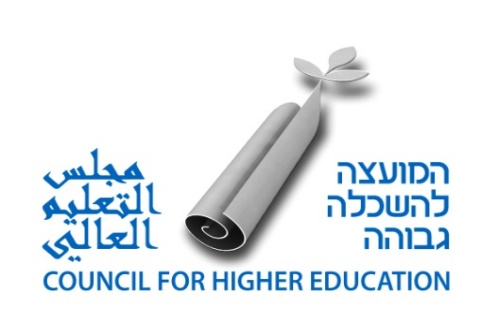 המועצה
להשכלה
גבוהה
مجلس
التعليم
العالي
COUNCIL FOR HIGHER EDUCATION